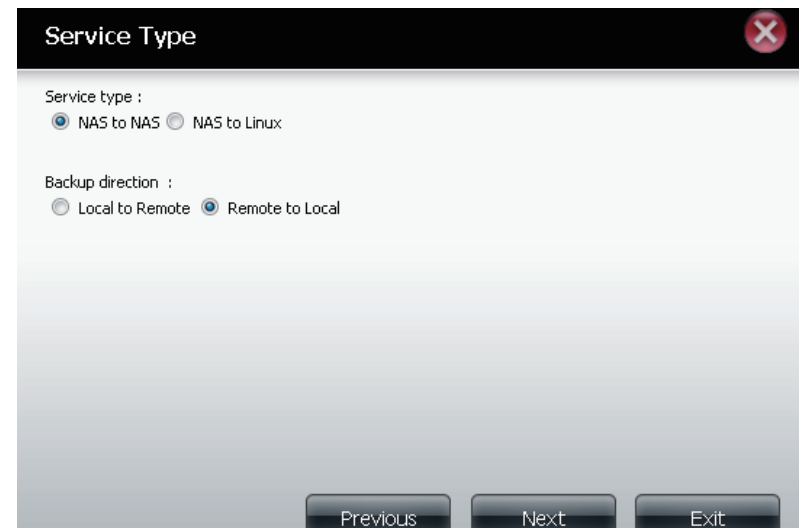 Service Type
Service type :
NAS to NAS NAS to Linux
Backup direction :
Local to Remote Remote to Local
Previous Next Exit